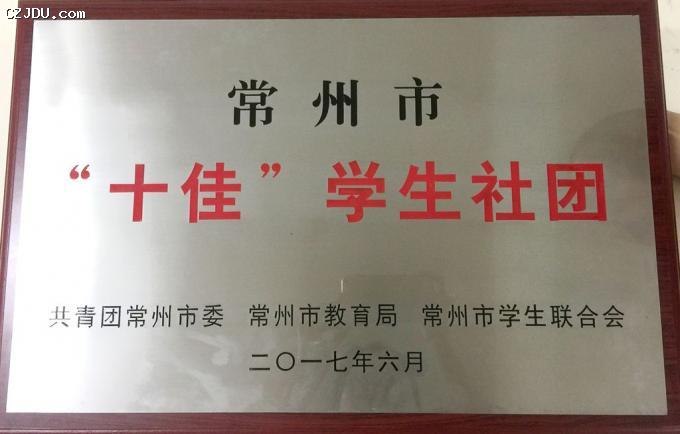 CZJDU.COM
常州市
“十佳”学生社团
共青团常州市委 常州市教育局 常州市学生联合会
二〇一七年六月